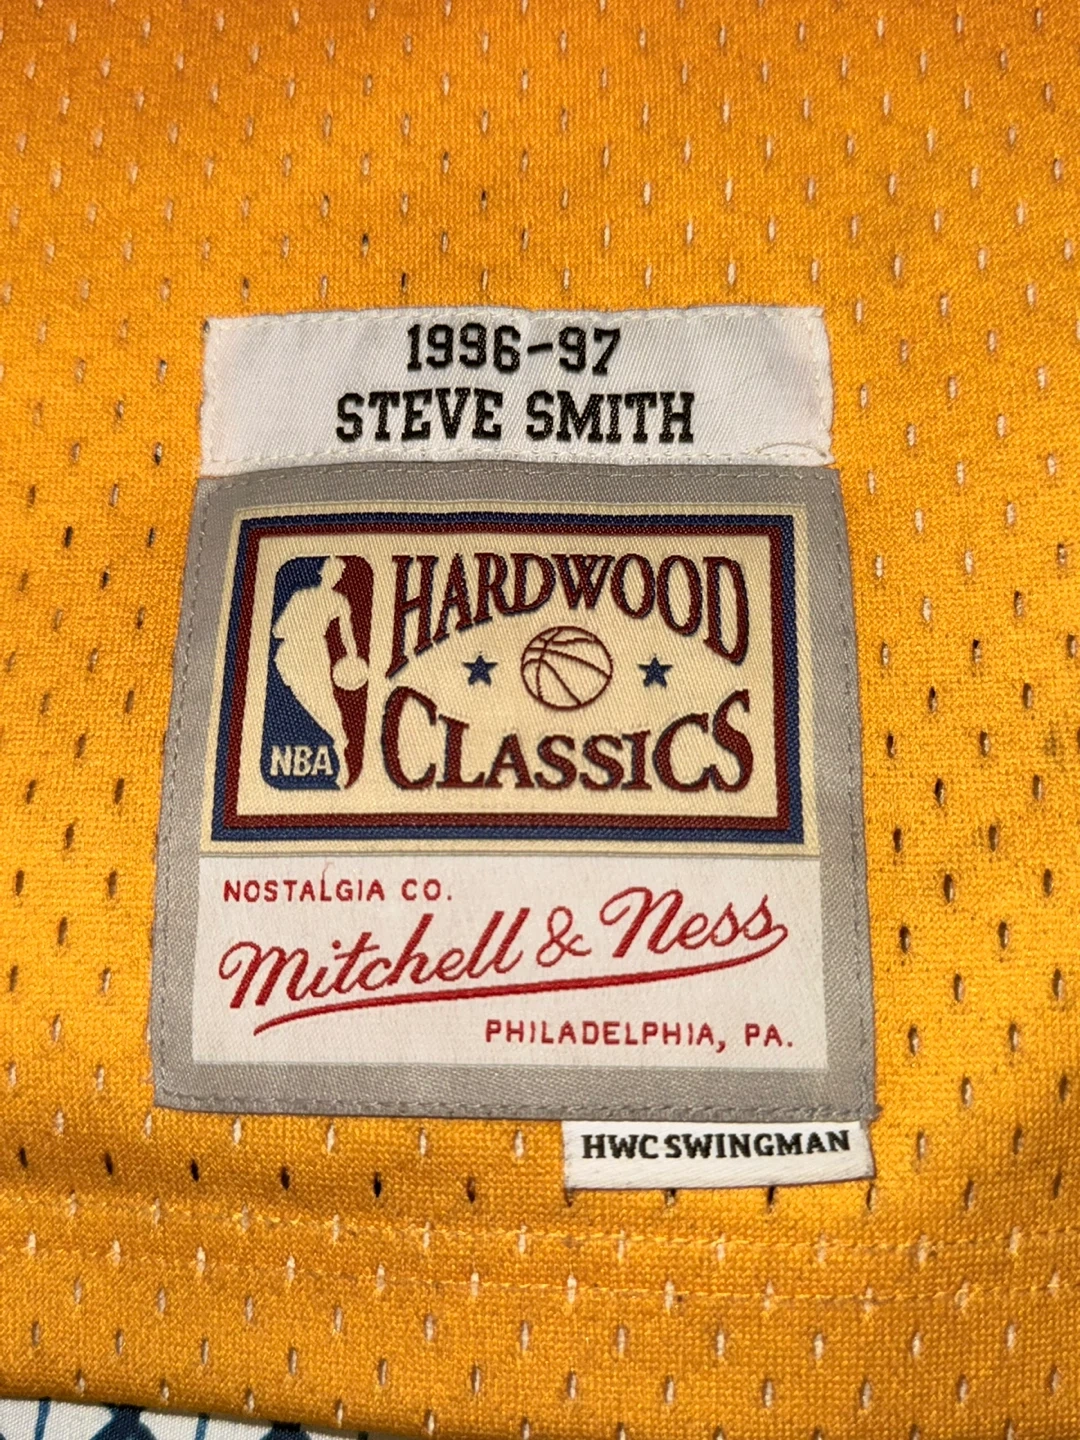 1996-97
STEVE SMITH
HARDWOOD
CLASSICS
NBA
NOSTALGIA CO.
Mitchell & Ness
PHILADELPHIA, PA.
HWC SWINGMAN